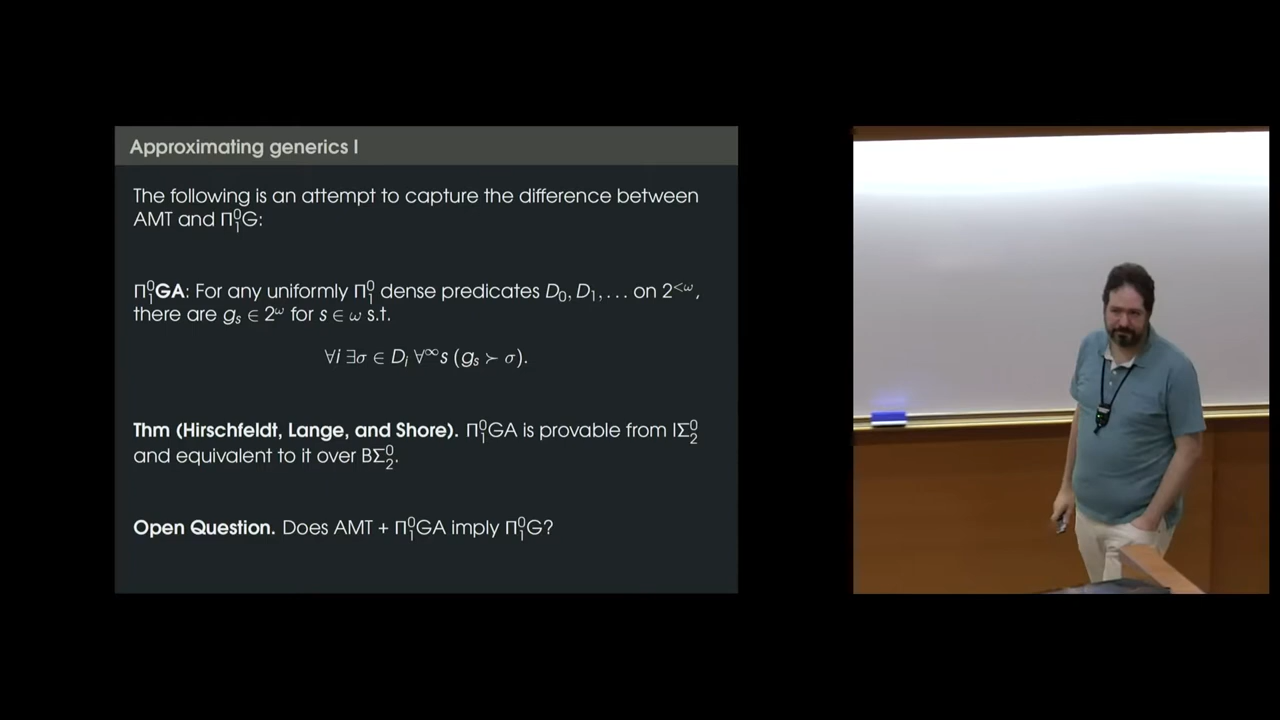 Approximating generics I
The following is an attempt to capture the difference between
AMT and Π⁰₁G:
Π⁰₁GA: For any uniformly Π⁰₁ dense predicates D₀, D₁, … on 2^{<ω},
there are gₛ ∈ 2^ω for s ∈ ω s.t.
∀i ∃σ ∈ Dᵢ ∀^∞s (gₛ ≻ σ).
Thm (Hirschfeldt, Lange, and Shore). Π⁰₁GA is provable from IΣ⁰₂
and equivalent to it over BΣ⁰₂.
Open Question. Does AMT + Π⁰₁GA imply Π⁰₁G?